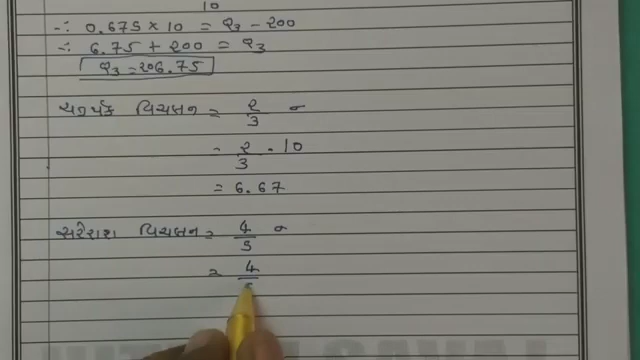 10
∴ 0.675 × 10 = Q₃ − 200
∴ 6.75 + 200 = Q₃
Q₃ = 206.75
ચતુર્થક વિચલન = 2/3 σ
= 2/3 · 10
= 6.67
સરેરાશ વિચલન = 4/5 σ
= 4/5